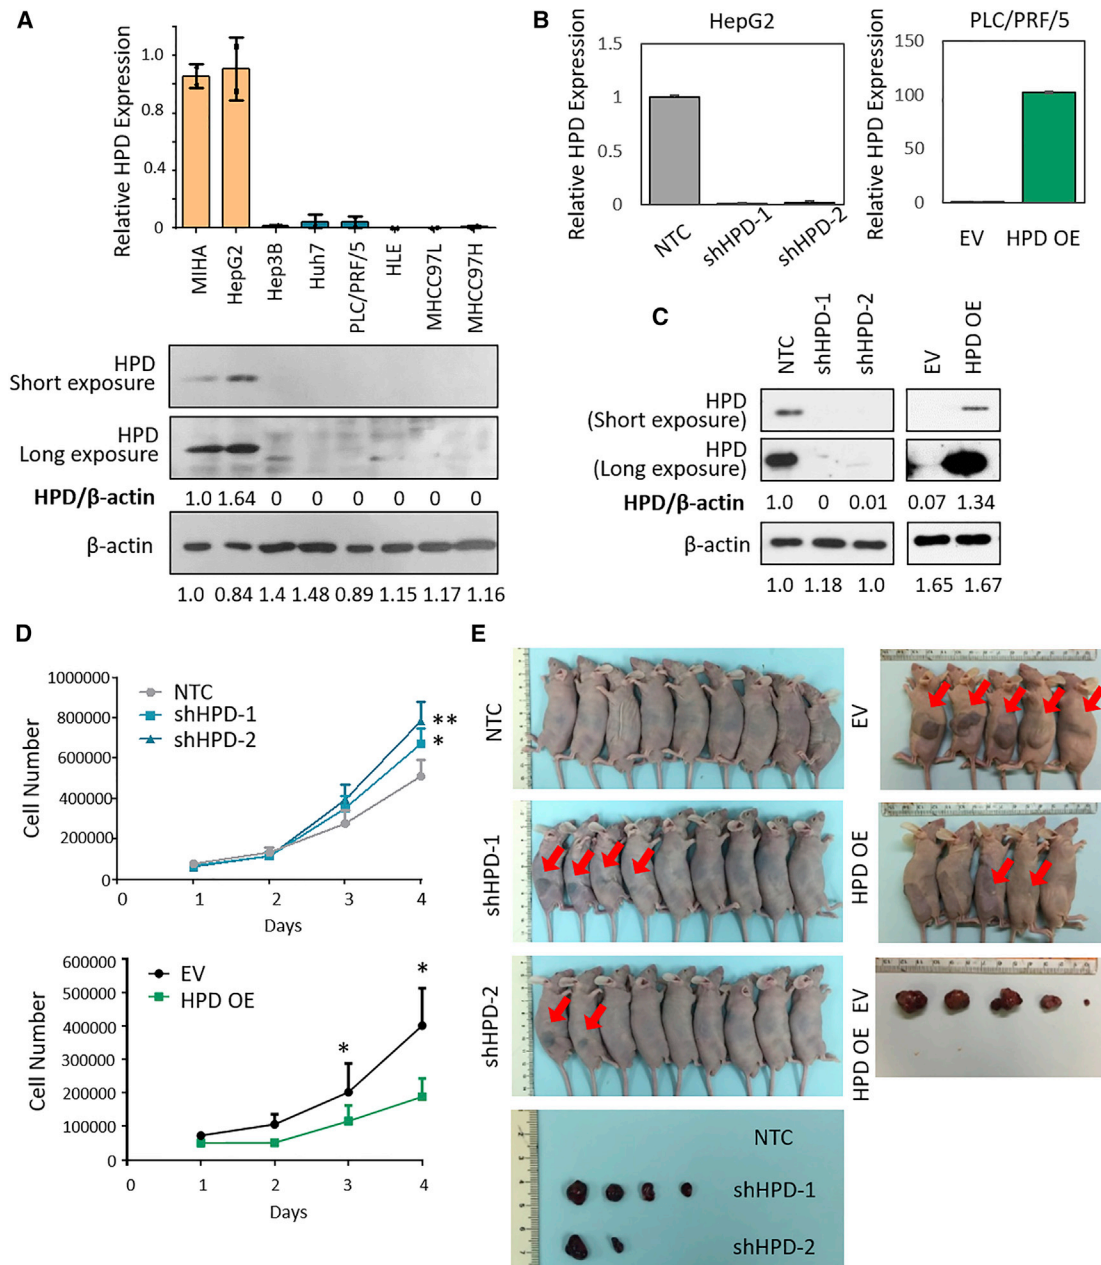 A
Relative HPD Expression
1.0
0.8
0.4
0
MIHA
HepG2
Hep3B
Huh7
PLC/PRF/5
HLE
MHCC97L
MHCC97H
HPD
Short exposure
HPD
Long exposure
HPD/β-actin 1.0 1.64 0 0 0 0 0 0
β-actin
1.0 0.84 1.4 1.48 0.89 1.15 1.17 1.16
B
HepG2
Relative HPD Expression
1.5
1
0.5
0
NTC
shHPD-1
shHPD-2
PLC/PRF/5
Relative HPD Expression
150
100
50
0
EV HPD OE
C
NTC
shHPD-1
shHPD-2
EV
HPD OE
HPD
(Short exposure)
HPD
(Long exposure)
HPD/β-actin 1.0 0 0.01 0.07 1.34
β-actin
1.0 1.18 1.0 1.65 1.67
D
Cell Number
1000000
800000
600000
400000
200000
0
NTC
shHPD-1
shHPD-2
**
*
0 1 2 3 4
Days
Cell Number
600000
500000
400000
300000
200000
100000
0
EV
HPD OE
*
*
0 1 2 3 4
Days
E
NTC
shHPD-1
shHPD-2
NTC
shHPD-1
shHPD-2
EV
HPD OE
EV
HPD OE